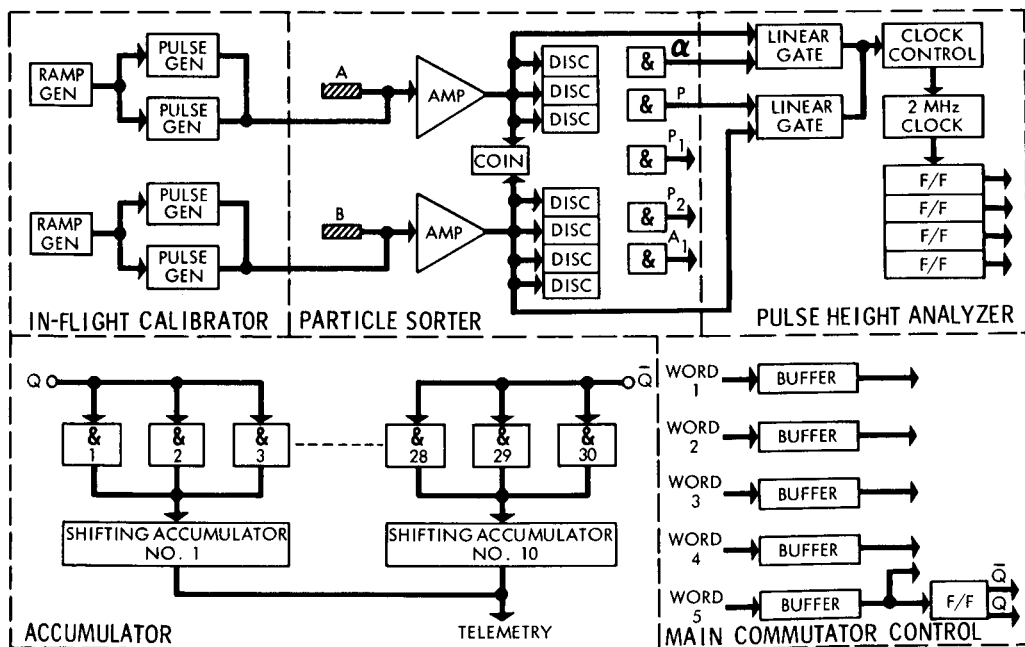 RAMP
GEN
PULSE
GEN
PULSE
GEN
RAMP
GEN
PULSE
GEN
PULSE
GEN
IN-FLIGHT CALIBRATOR
A
AMP
DISC
DISC
DISC
COIN
B
AMP
DISC
DISC
DISC
DISC
& α
& P
& P1
& P2
& A1
PARTICLE SORTER
LINEAR
GATE
LINEAR
GATE
CLOCK
CONTROL
2 MHz
CLOCK
F/F
F/F
F/F
F/F
PULSE HEIGHT ANALYZER
Q
&
1
&
2
&
3
Q̅
&
28
&
29
&
30
SHIFTING ACCUMULATOR
NO. 1
SHIFTING ACCUMULATOR
NO. 10
TELEMETRY
ACCUMULATOR
WORD
1
BUFFER
WORD
2
BUFFER
WORD
3
BUFFER
WORD
4
BUFFER
WORD
5
BUFFER
F/F
Q̅
Q
MAIN COMMUTATOR CONTROL